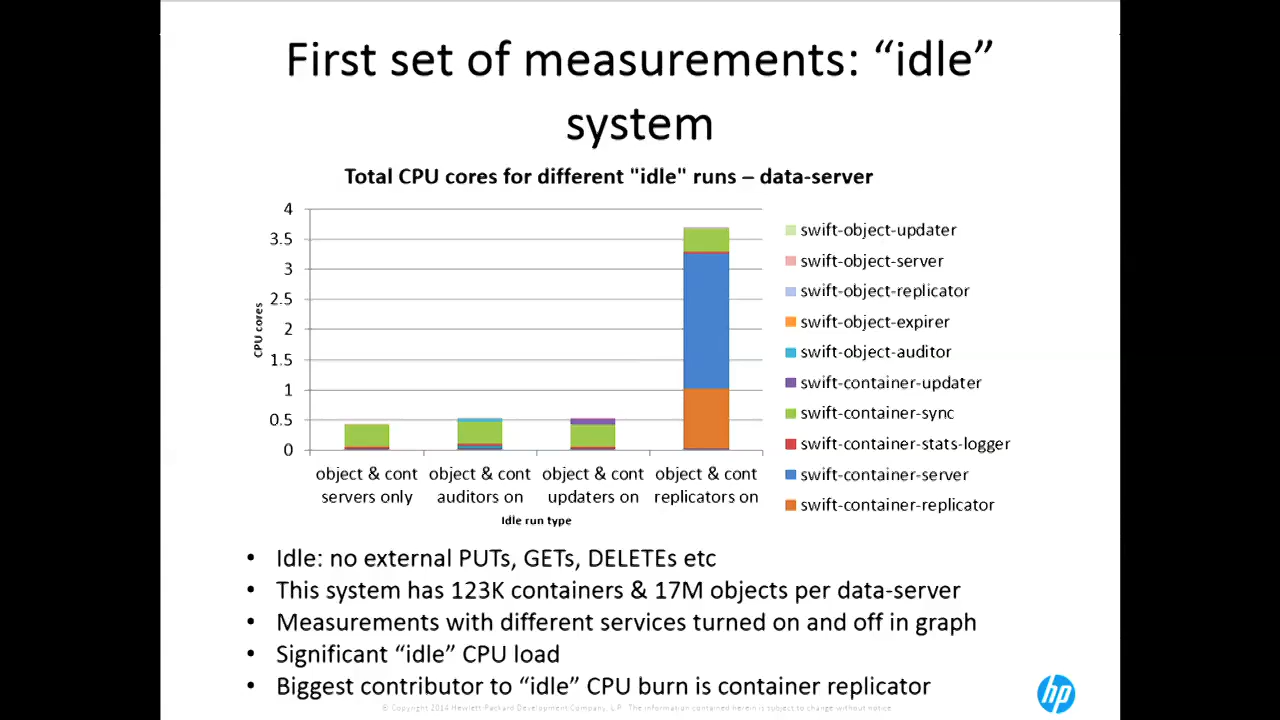 First set of measurements: “idle”
system
Total CPU cores for different "idle" runs – data-server
4
3.5
3
2.5
2
1.5
1
0.5
0
CPU cores
object & cont
servers only
object & cont
auditors on
object & cont
updaters on
object & cont
replicators on
Idle run type
swift-object-updater
swift-object-server
swift-object-replicator
swift-object-expirer
swift-object-auditor
swift-container-updater
swift-container-sync
swift-container-stats-logger
swift-container-server
swift-container-replicator
• Idle: no external PUTs, GETs, DELETEs etc
• This system has 123K containers & 17M objects per data-server
• Measurements with different services turned on and off in graph
• Significant “idle” CPU load
• Biggest contributor to “idle” CPU burn is container replicator
© Copyright 2014 Hewlett-Packard Development Company, L.P. The information contained herein is subject to change without notice.
hp